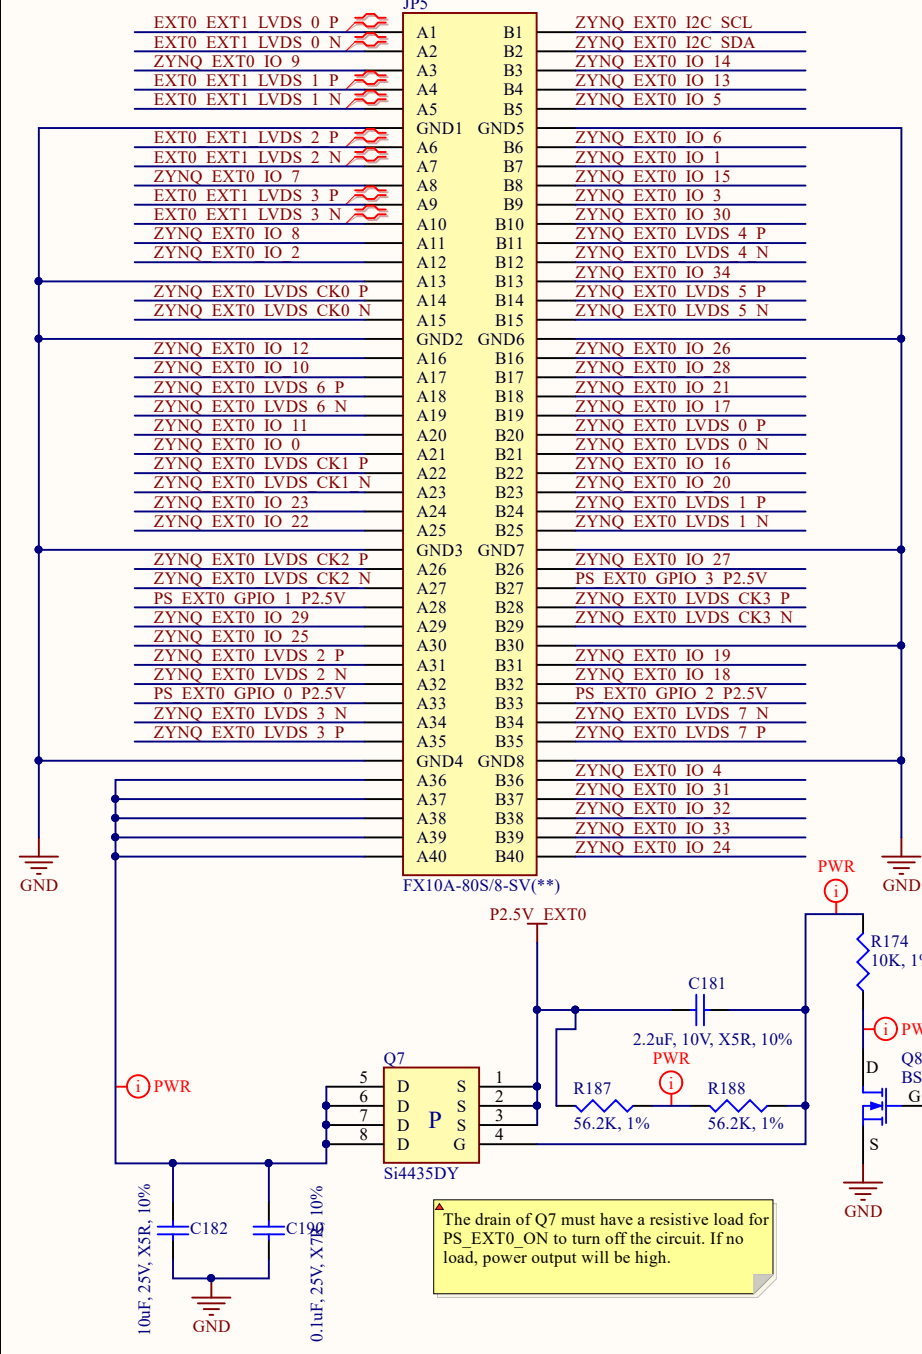 JP5
EXT0_EXT1_LVDS_0_P A1 B1 ZYNQ_EXT0_I2C_SCL
EXT0_EXT1_LVDS_0_N A2 B2 ZYNQ_EXT0_I2C_SDA
ZYNQ_EXT0_IO_9 A3 B3 ZYNQ_EXT0_IO_14
EXT0_EXT1_LVDS_1_P A4 B4 ZYNQ_EXT0_IO_13
EXT0_EXT1_LVDS_1_N A5 B5 ZYNQ_EXT0_IO_5
GND1 GND5
EXT0_EXT1_LVDS_2_P A6 B6 ZYNQ_EXT0_IO_6
EXT0_EXT1_LVDS_2_N A7 B7 ZYNQ_EXT0_IO_1
ZYNQ_EXT0_IO_7 A8 B8 ZYNQ_EXT0_IO_15
EXT0_EXT1_LVDS_3_P A9 B9 ZYNQ_EXT0_IO_3
EXT0_EXT1_LVDS_3_N A10 B10 ZYNQ_EXT0_IO_30
ZYNQ_EXT0_IO_8 A11 B11 ZYNQ_EXT0_LVDS_4_P
ZYNQ_EXT0_IO_2 A12 B12 ZYNQ_EXT0_LVDS_4_N
A13 B13 ZYNQ_EXT0_IO_34
ZYNQ_EXT0_LVDS_CK0_P A14 B14 ZYNQ_EXT0_LVDS_5_P
ZYNQ_EXT0_LVDS_CK0_N A15 B15 ZYNQ_EXT0_LVDS_5_N
GND2 GND6
ZYNQ_EXT0_IO_12 A16 B16 ZYNQ_EXT0_IO_26
ZYNQ_EXT0_IO_10 A17 B17 ZYNQ_EXT0_IO_28
ZYNQ_EXT0_LVDS_6_P A18 B18 ZYNQ_EXT0_IO_21
ZYNQ_EXT0_LVDS_6_N A19 B19 ZYNQ_EXT0_IO_17
ZYNQ_EXT0_IO_11 A20 B20 ZYNQ_EXT0_LVDS_0_P
ZYNQ_EXT0_IO_0 A21 B21 ZYNQ_EXT0_LVDS_0_N
ZYNQ_EXT0_LVDS_CK1_P A22 B22 ZYNQ_EXT0_IO_16
ZYNQ_EXT0_LVDS_CK1_N A23 B23 ZYNQ_EXT0_IO_20
ZYNQ_EXT0_IO_23 A24 B24 ZYNQ_EXT0_LVDS_1_P
ZYNQ_EXT0_IO_22 A25 B25 ZYNQ_EXT0_LVDS_1_N
GND3 GND7
ZYNQ_EXT0_LVDS_CK2_P A26 B26 ZYNQ_EXT0_IO_27
ZYNQ_EXT0_LVDS_CK2_N A27 B27 PS_EXT0_GPIO_3_P2.5V
PS_EXT0_GPIO_1_P2.5V A28 B28 ZYNQ_EXT0_LVDS_CK3_P
ZYNQ_EXT0_IO_29 A29 B29 ZYNQ_EXT0_LVDS_CK3_N
ZYNQ_EXT0_IO_25 A30 B30
ZYNQ_EXT0_LVDS_2_P A31 B31 ZYNQ_EXT0_IO_19
ZYNQ_EXT0_LVDS_2_N A32 B32 ZYNQ_EXT0_IO_18
PS_EXT0_GPIO_0_P2.5V A33 B33 PS_EXT0_GPIO_2_P2.5V
ZYNQ_EXT0_LVDS_3_N A34 B34 ZYNQ_EXT0_LVDS_7_N
ZYNQ_EXT0_LVDS_3_P A35 B35 ZYNQ_EXT0_LVDS_7_P
GND4 GND8
A36 B36 ZYNQ_EXT0_IO_4
A37 B37 ZYNQ_EXT0_IO_31
A38 B38 ZYNQ_EXT0_IO_32
A39 B39 ZYNQ_EXT0_IO_33
A40 B40 ZYNQ_EXT0_IO_24
GND FX10A-80S/8-SV(**) GND
PWR
i
P2.5V_EXT0
R174
10K, 1%
C181
2.2uF, 10V, X5R, 10%
i PW
PWR
i
Q7
Q8
BS
D
G
S
i PWR
5 D S 1
6 D S 2
7 D S 3
8 D G 4
P
Si4435DY
R187
56.2K, 1%
R188
56.2K, 1%
GND
C182
10uF, 25V, X5R, 10%
C190
0.1uF, 25V, X7R, 10%
GND
The drain of Q7 must have a resistive load for
PS_EXT0_ON to turn off the circuit. If no
load, power output will be high.